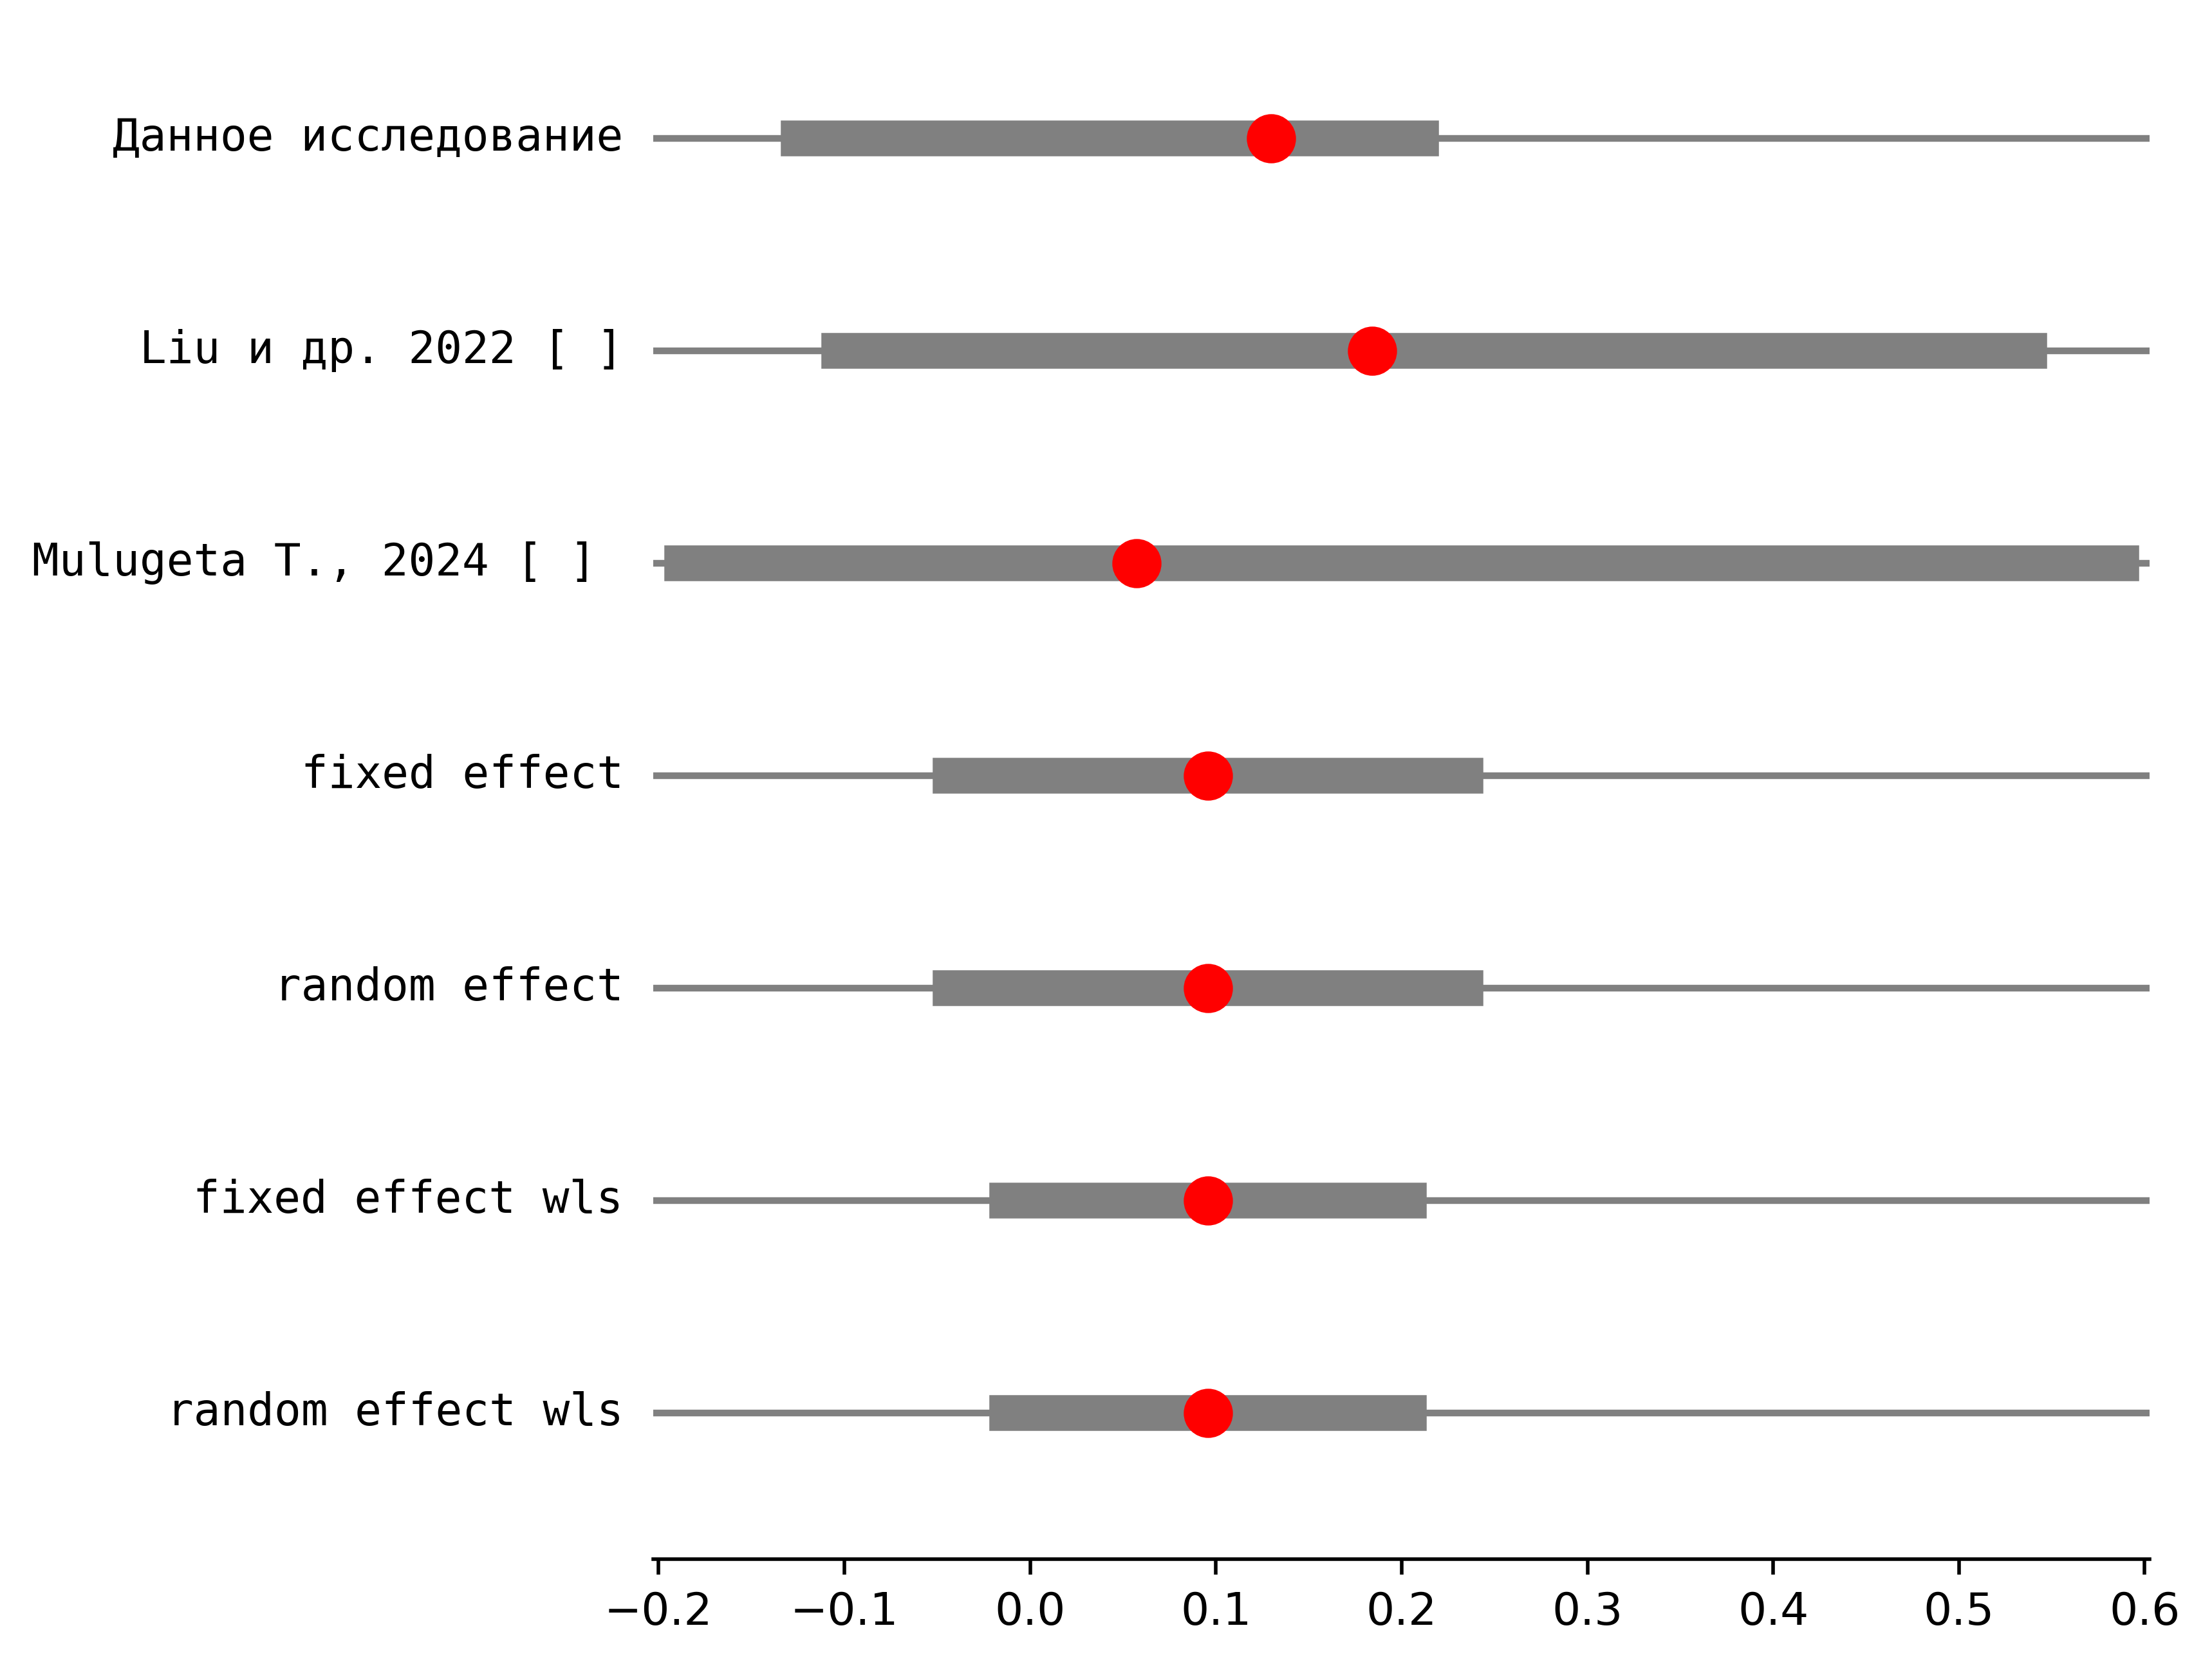 Данное исследование
Liu и др. 2022 [ ]
Mulugeta T., 2024 [ ]
fixed effect
random effect
fixed effect wls
random effect wls
−0.2 −0.1 0.0 0.1 0.2 0.3 0.4 0.5 0.6